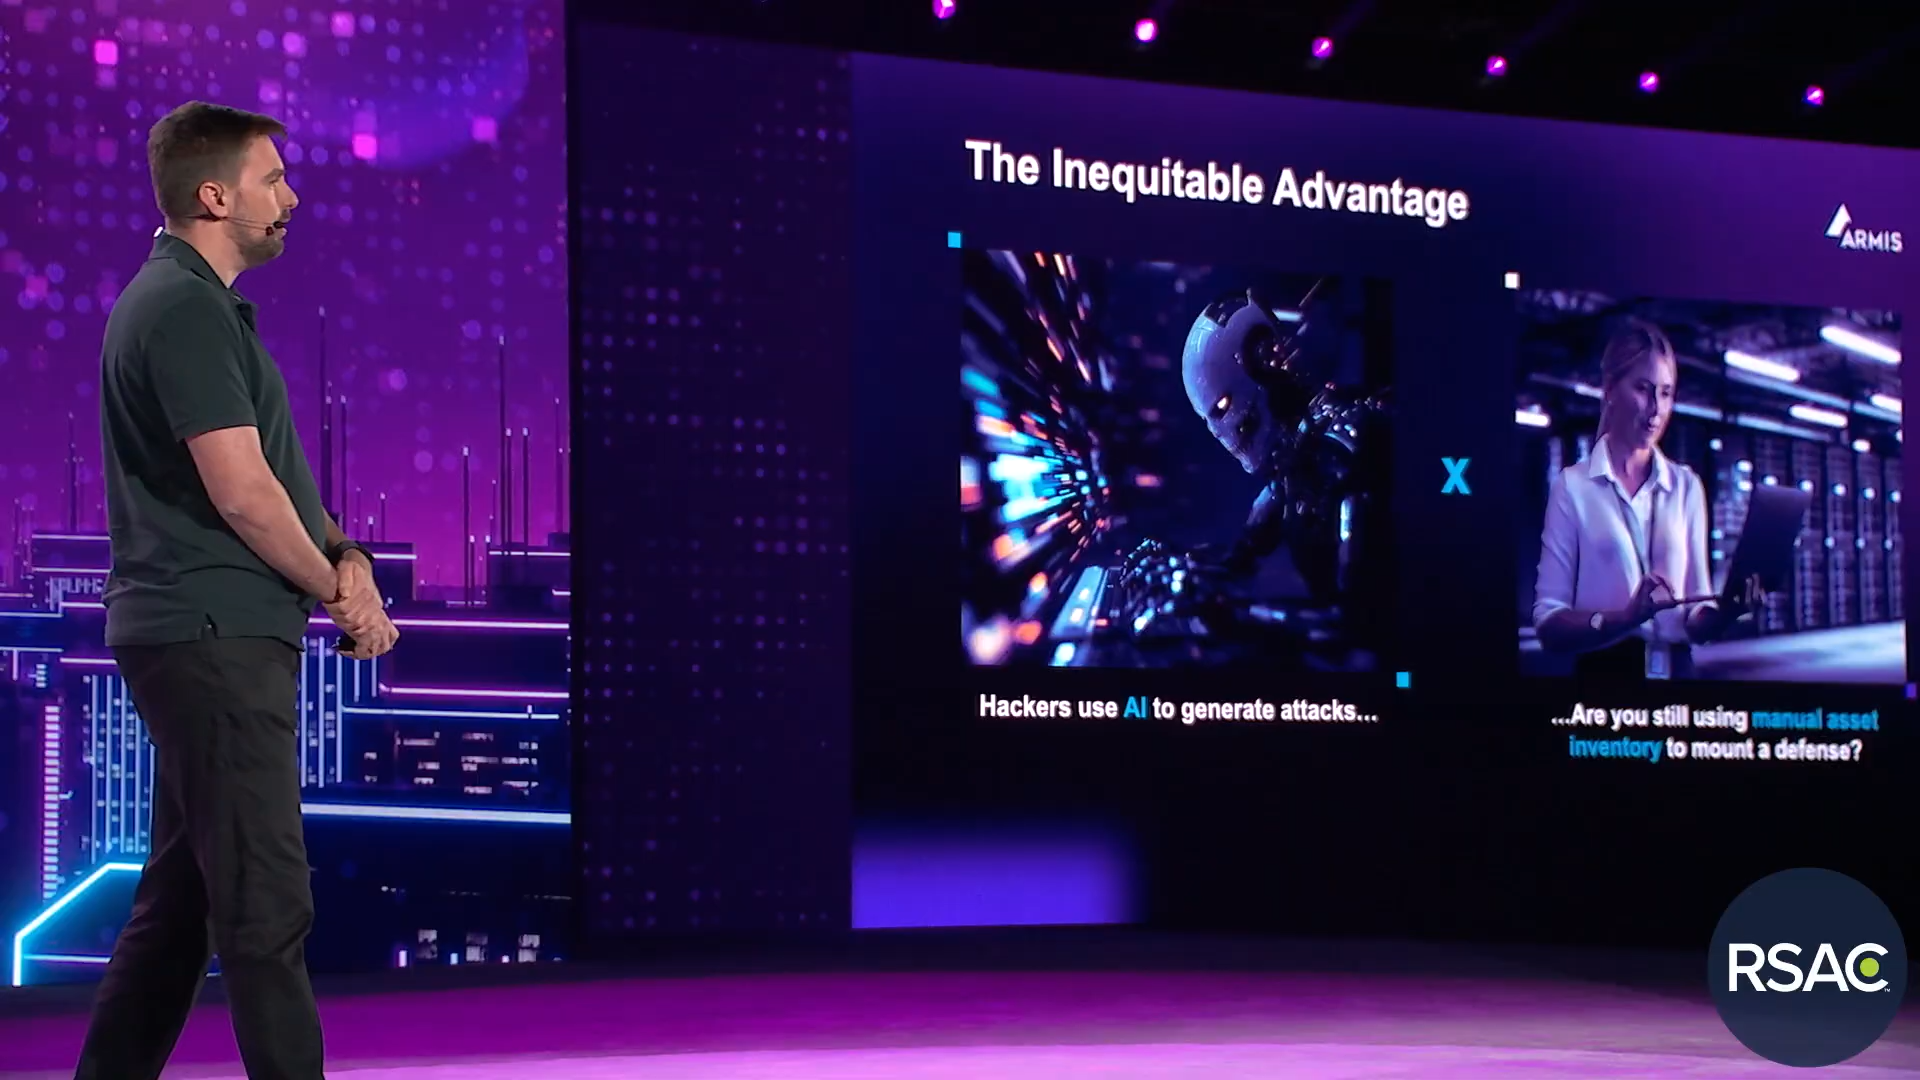 The Inequitable Advantage
ARMIS
X
Hackers use AI to generate attacks...
...Are you still using manual asset
inventory to mount a defense?
RSAC